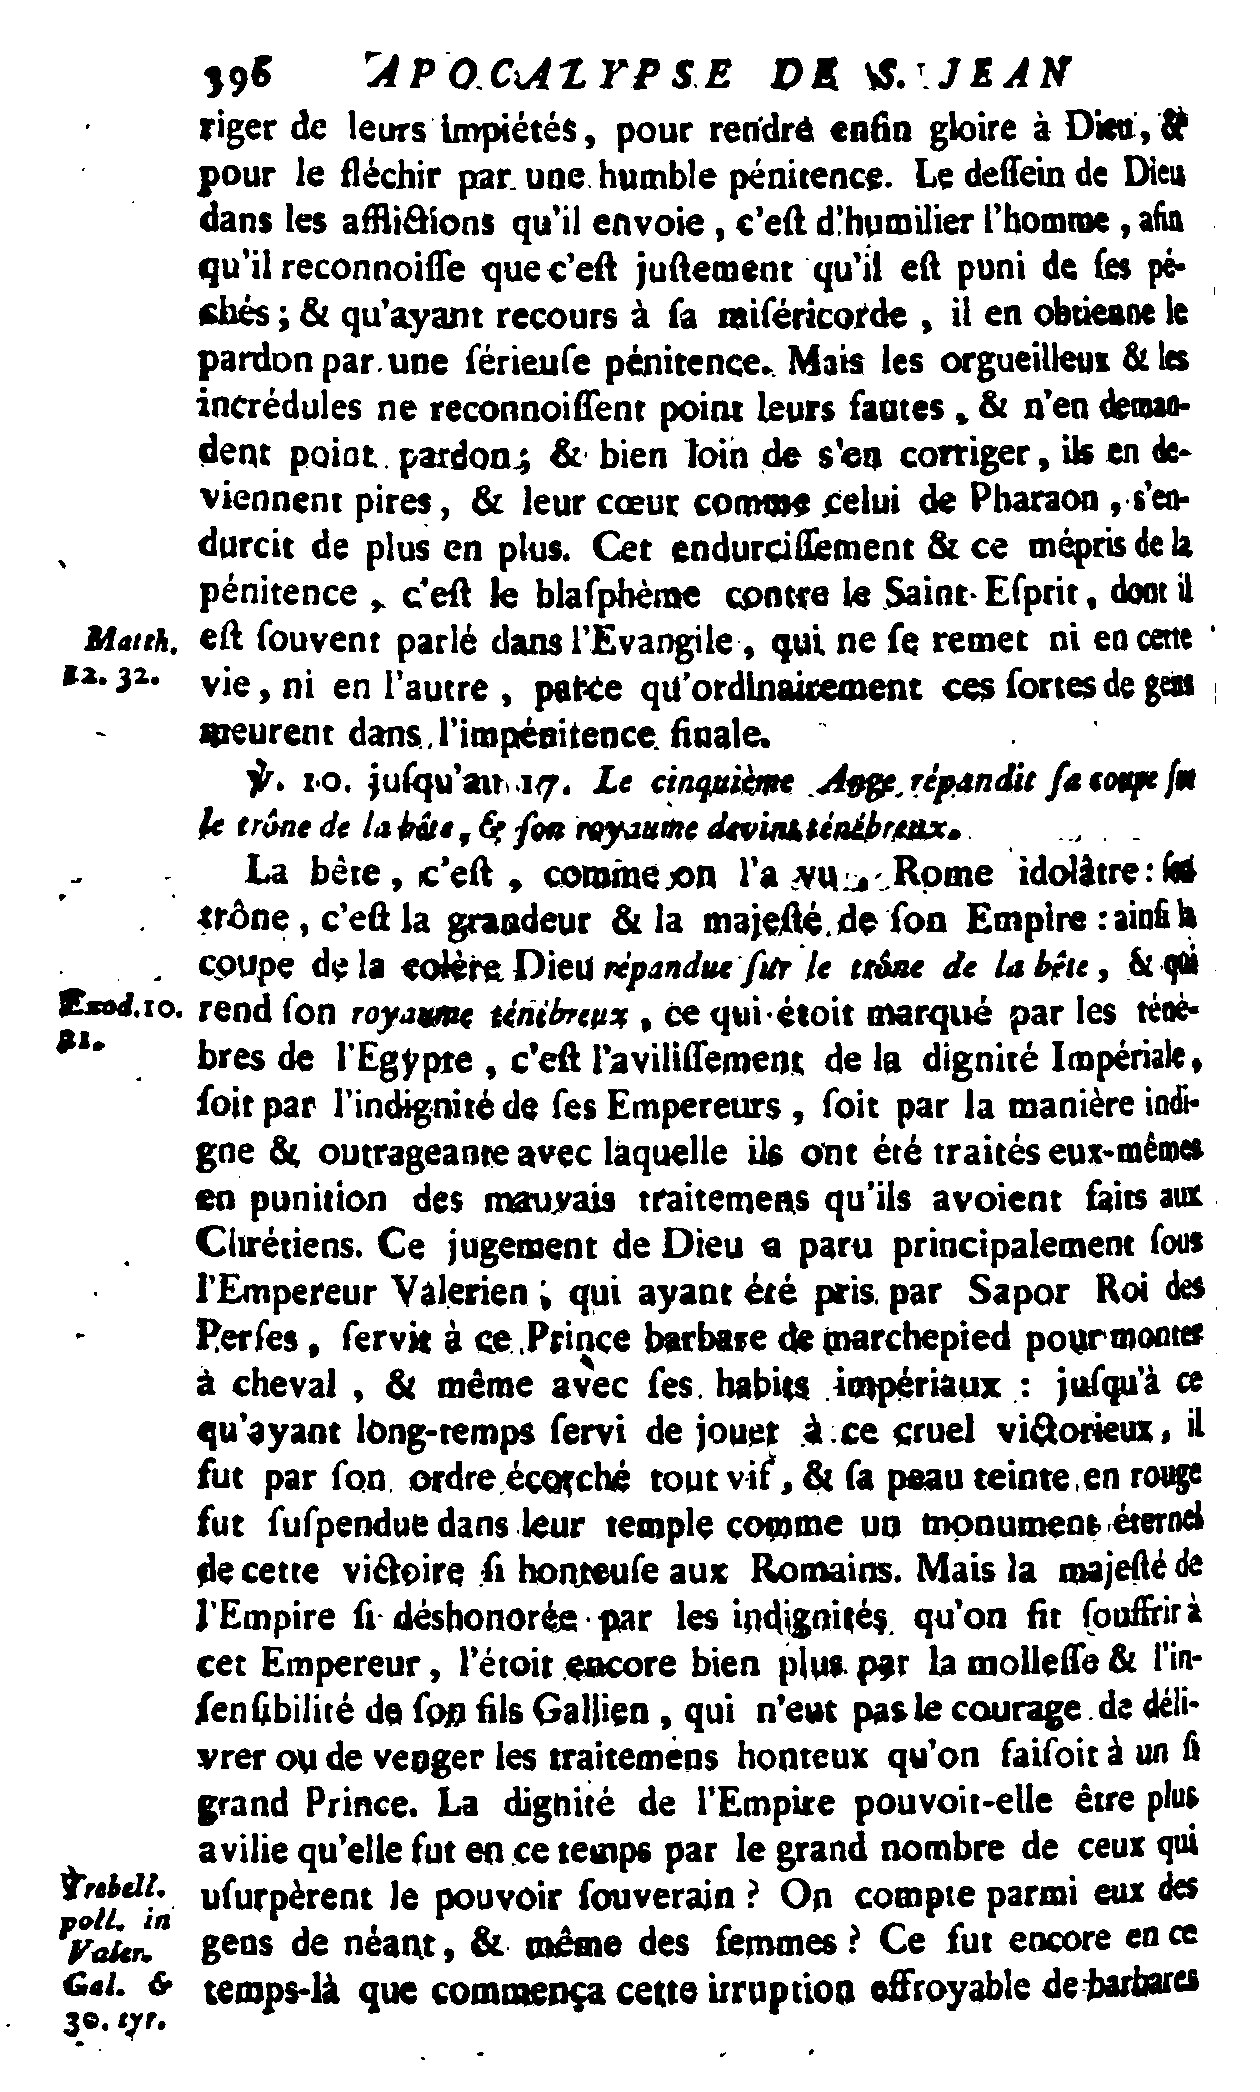 396 APOCALYPSE DE S. JEAN
riger de leurs impiétés, pour rendre enfin gloire à Dieu, &
pour le fléchir par une humble pénitence. Le deſſein de Dieu
dans les afflictions qu'il envoie, c'eſt d'humilier l'homme, afin
qu'il reconnoiſſe que c'eſt juſtement qu'il eſt puni de ſes pé-
chés; & qu'ayant recours à ſa miſéricorde, il en obtienne le
pardon par une ſérieuſe pénitence. Mais les orgueilleux & les
incrédules ne reconnoiſſent point leurs fautes, & n'en deman-
dent point pardon; & bien loin de s'en corriger, ils en de-
viennent pires, & leur cœur comme celui de Pharaon, s'en-
durcit de plus en plus. Cet endurciſſement & ce mépris de la
pénitence, c'eſt le blaſphème contre le Saint-Eſprit, dont il
Matth. eſt ſouvent parlé dans l'Evangile, qui ne ſe remet ni en cette
12. 32. vie, ni en l'autre, parce qu'ordinairement ces ſortes de gens
meurent dans l'impénitence finale.
℣. 10. juſqu'au 17. Le cinquième Ange répandit ſa coupe ſur
le trône de la bête, & ſon royaume devint ténébreux.
La bête, c'eſt, comme on l'a vu, Rome idolâtre: ſon
trône, c'eſt la grandeur & la majeſté de ſon Empire: ainſi la
coupe de la colère Dieu répandue ſur le trône de la bête, & qui
Exod. 10. rend ſon royaume ténébreux, ce qui étoit marqué par les ténè-
21. bres de l'Egypte, c'eſt l'aviliſſement de la dignité Impériale,
ſoit par l'indignité de ſes Empereurs, ſoit par la manière indi-
gne & outrageante avec laquelle ils ont été traités eux-mêmes
en punition des mauvais traitemens qu'ils avoient faits aux
Chrétiens. Ce jugement de Dieu a paru principalement ſous
l'Empereur Valerien; qui ayant été pris par Sapor Roi des
Perſes, ſervit à ce Prince barbare de marchepied pour monter
à cheval, & même avec ſes habits impériaux: juſqu'à ce
qu'ayant long-temps ſervi de jouet à ce cruel victorieux, il
fut par ſon ordre écorché tout vif, & ſa peau teinte en rouge
fut ſuſpendue dans leur temple comme un monument éternel
de cette victoire ſi honteuſe aux Romains. Mais la majeſté de
l'Empire ſi déshonorée par les indignités qu'on fit ſouffrir à
cet Empereur, l'étoit encore bien plus par la molleſſe & l'in-
ſenſibilité de ſon fils Gallien, qui n'eut pas le courage de déli-
vrer ou de venger les traitemens honteux qu'on faiſoit à un ſi
grand Prince. La dignité de l'Empire pouvoit-elle être plus
avilie qu'elle fut en ce temps par le grand nombre de ceux qui
Trebell. uſurpèrent le pouvoir ſouverain? On compte parmi eux des
poll. in
Valer. gens de néant, & même des femmes? Ce fut encore en ce
Gal. & temps-là que commença cette irruption effroyable de barbares
30. tyr.